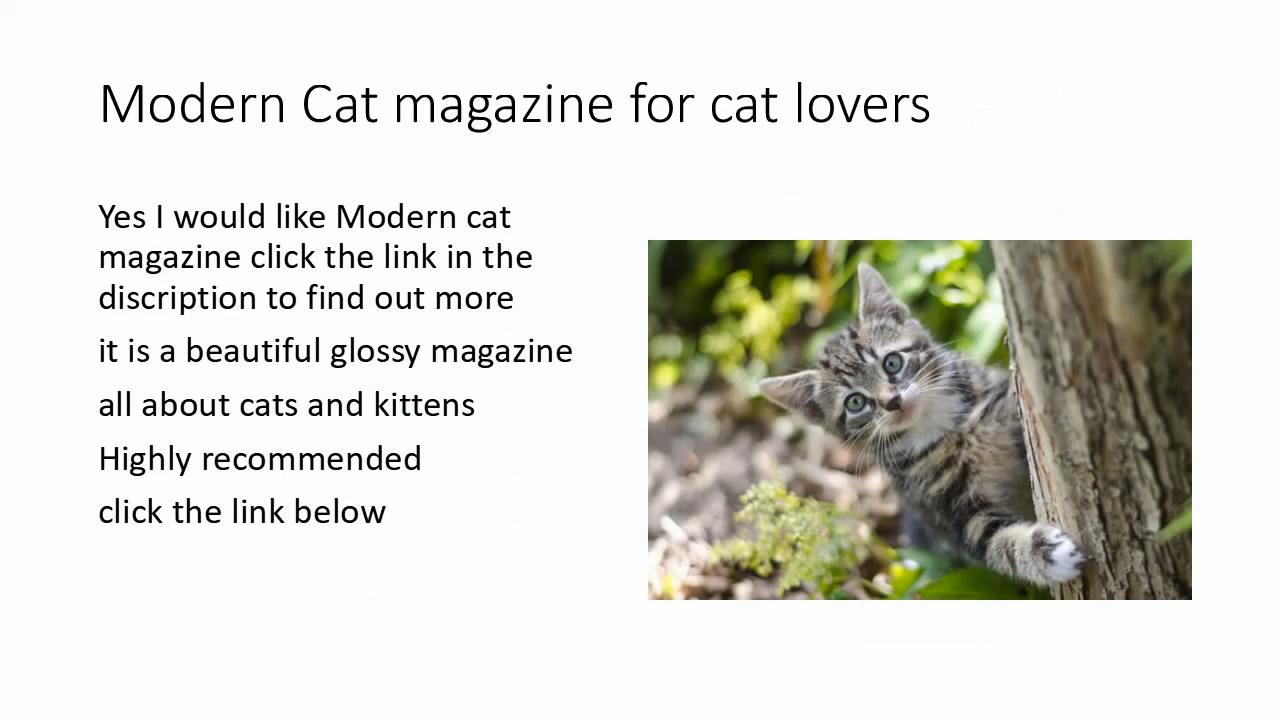 Modern Cat magazine for cat lovers
Yes I would like Modern cat
magazine click the link in the
discription to find out more
it is a beautiful glossy magazine
all about cats and kittens
Highly recommended
click the link below